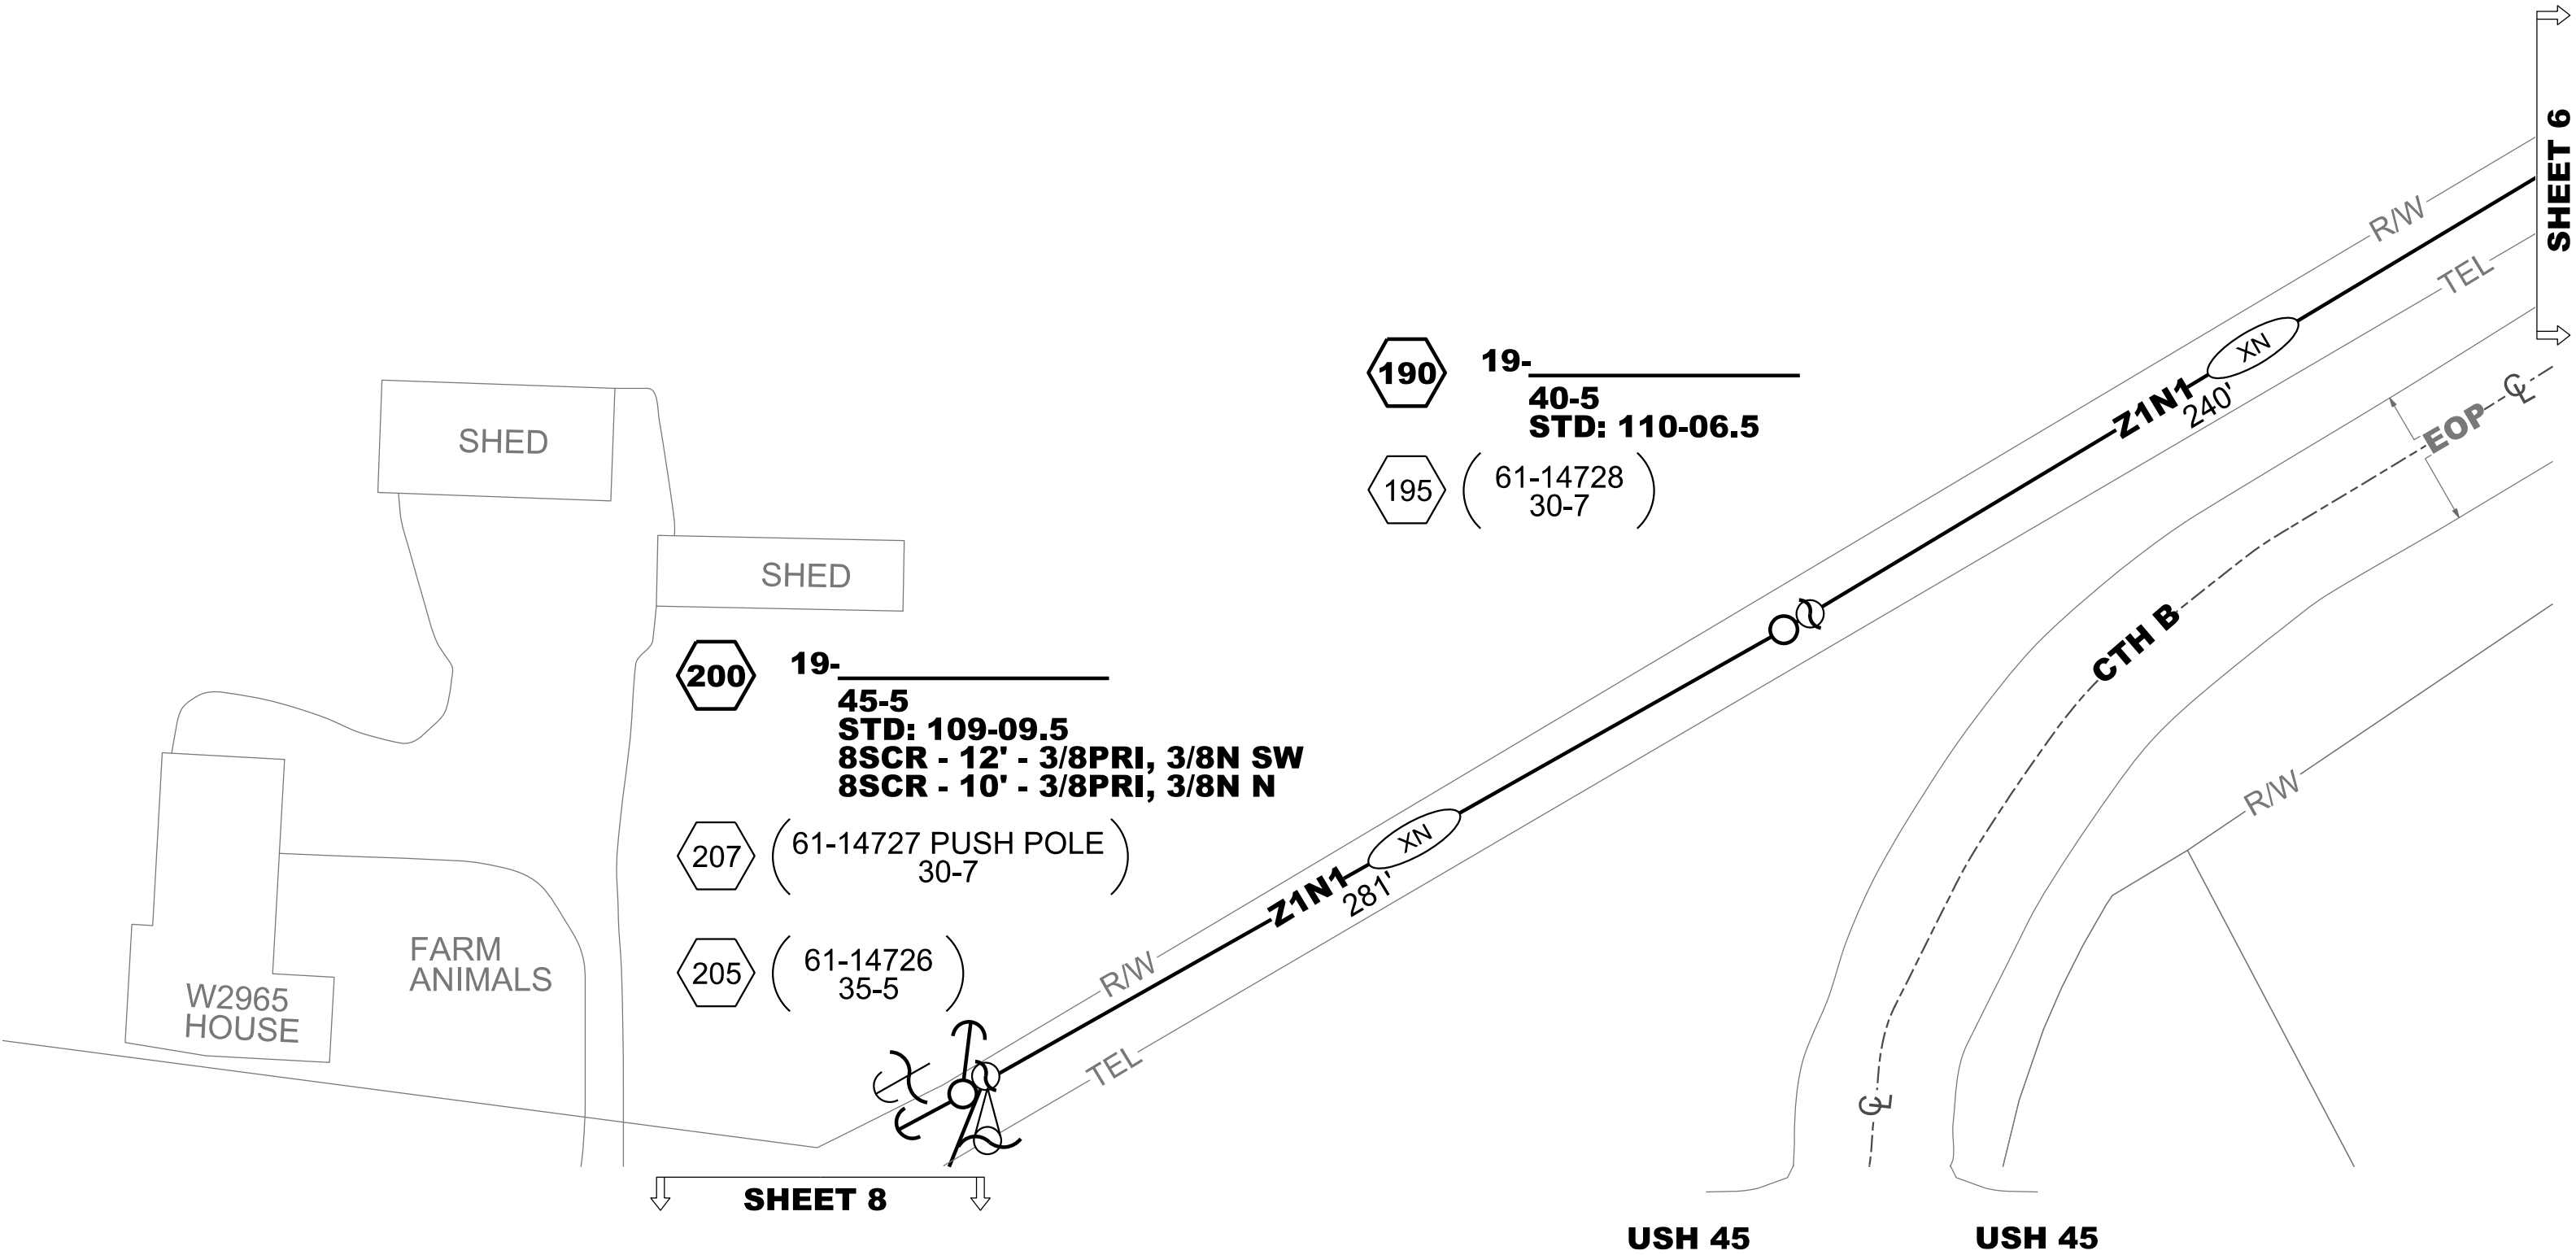 SHEET 6
R/W
TEL
XN
Z1N1
240'
EOP
CL
190
19-
40-5
STD: 110-06.5
195
61-14728
30-7
SHED
SHED
CTH B
200
19-
45-5
STD: 109-09.5
8SCR - 12' - 3/8PRI, 3/8N SW
8SCR - 10' - 3/8PRI, 3/8N N
207
61-14727 PUSH POLE
30-7
205
61-14726
35-5
R/W
XN
Z1N1
281'
R/W
TEL
FARM
ANIMALS
W2965
HOUSE
CL
SHEET 8
USH 45
USH 45